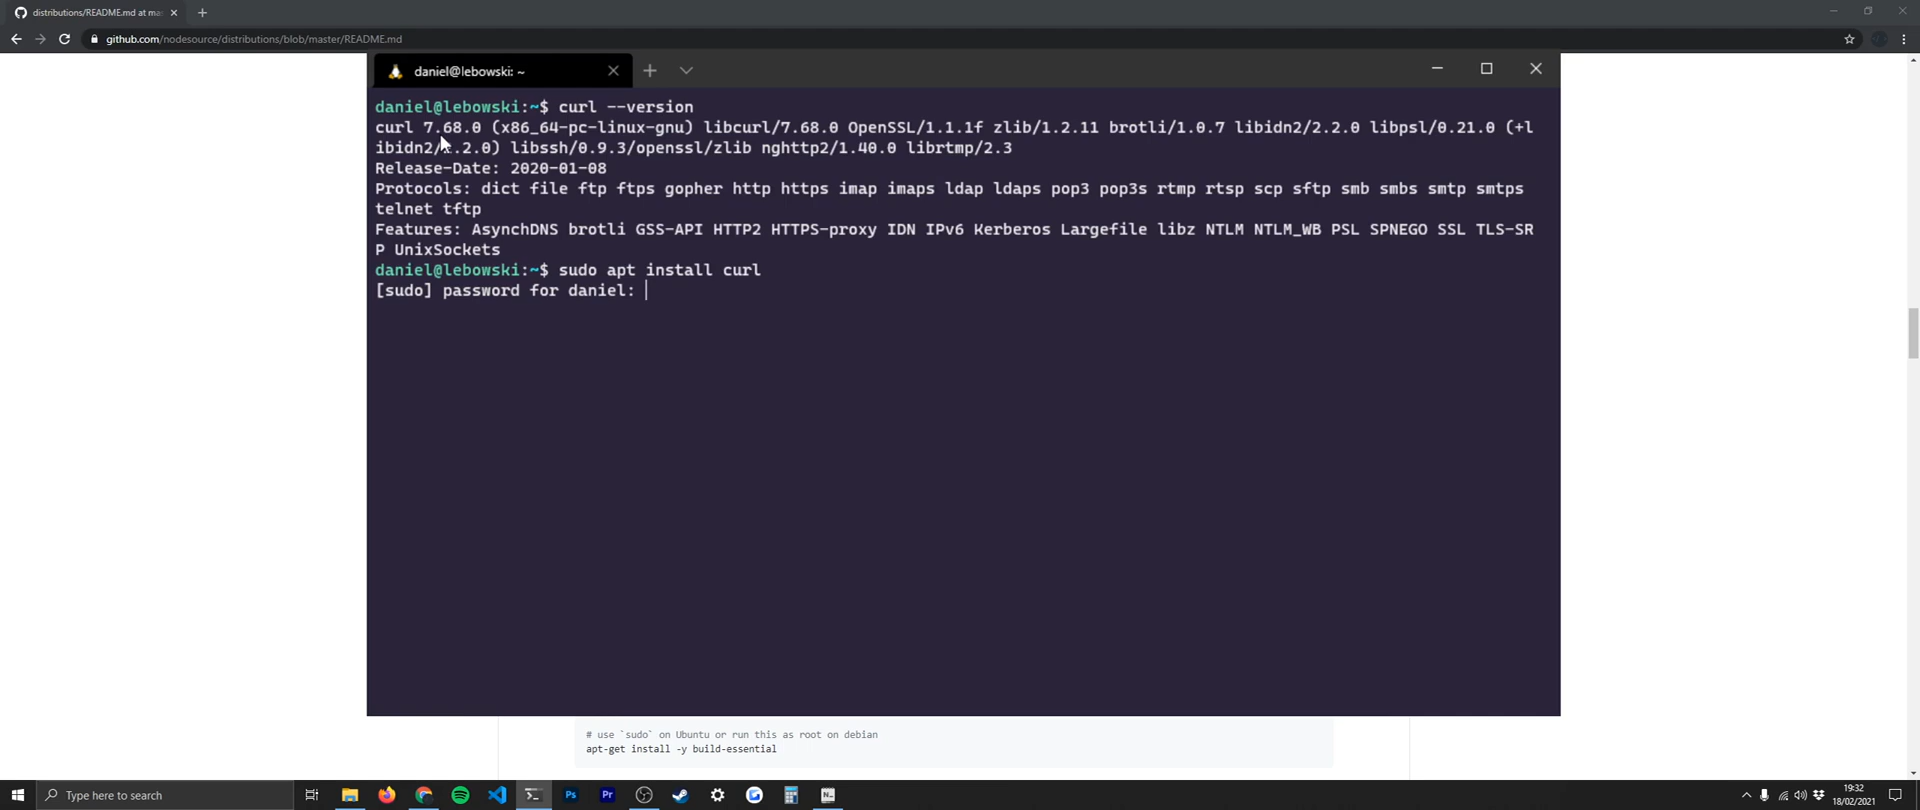 distributions/README.md at mas
github.com/nodesource/distributions/blob/master/README.md
daniel@lebowski: ~
daniel@lebowski:~$ curl --version
curl 7.68.0 (x86_64-pc-linux-gnu) libcurl/7.68.0 OpenSSL/1.1.1f zlib/1.2.11 brotli/1.0.7 libidn2/2.2.0 libpsl/0.21.0 (+l
ibidn2/2.2.0) libssh/0.9.3/openssl/zlib nghttp2/1.40.0 librtmp/2.3
Release-Date: 2020-01-08
Protocols: dict file ftp ftps gopher http https imap imaps ldap ldaps pop3 pop3s rtmp rtsp scp sftp smb smbs smtp smtps
telnet tftp
Features: AsynchDNS brotli GSS-API HTTP2 HTTPS-proxy IDN IPv6 Kerberos Largefile libz NTLM NTLM_WB PSL SPNEGO SSL TLS-SR
P UnixSockets
daniel@lebowski:~$ sudo apt install curl
[sudo] password for daniel:
# use `sudo` on Ubuntu or run this as root on debian
apt-get install -y build-essential
Type here to search
Ps
Pr
19:32
18/02/2021